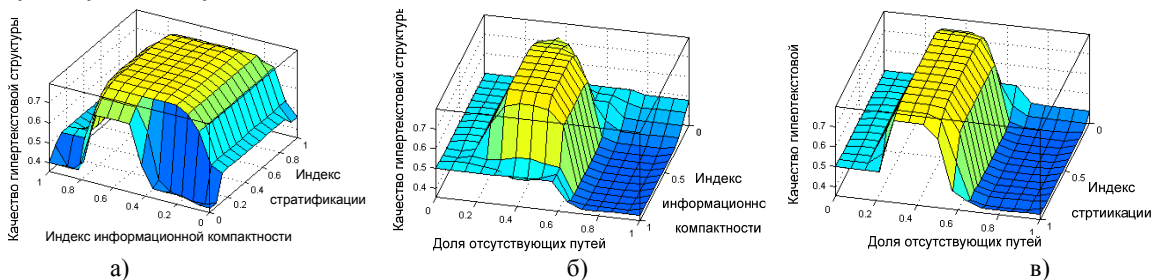 Качество гипертекстовой структуры
0.7
0.6
0.5
0.4
1
0.8
0.6
0.4
0.2
0
0
0.2
0.4
0.6
0.8
1
Индекс
стратификации
Индекс информационной компактности
а)
Качество гипертекстовой структуры
0.7
0.6
0.5
0.4
0
0.2
0.4
0.6
0.8
1
0
0.5
1
Индекс
информационно
компактности
Доля отсутствующих путей
б)
Качество гипертекстовой
0.7
0.6
0.5
0.4
0
0.2
0.4
0.6
0.8
1
0
0.5
1
Индекс
стртиикации
Доля отсутствующих путей
в)